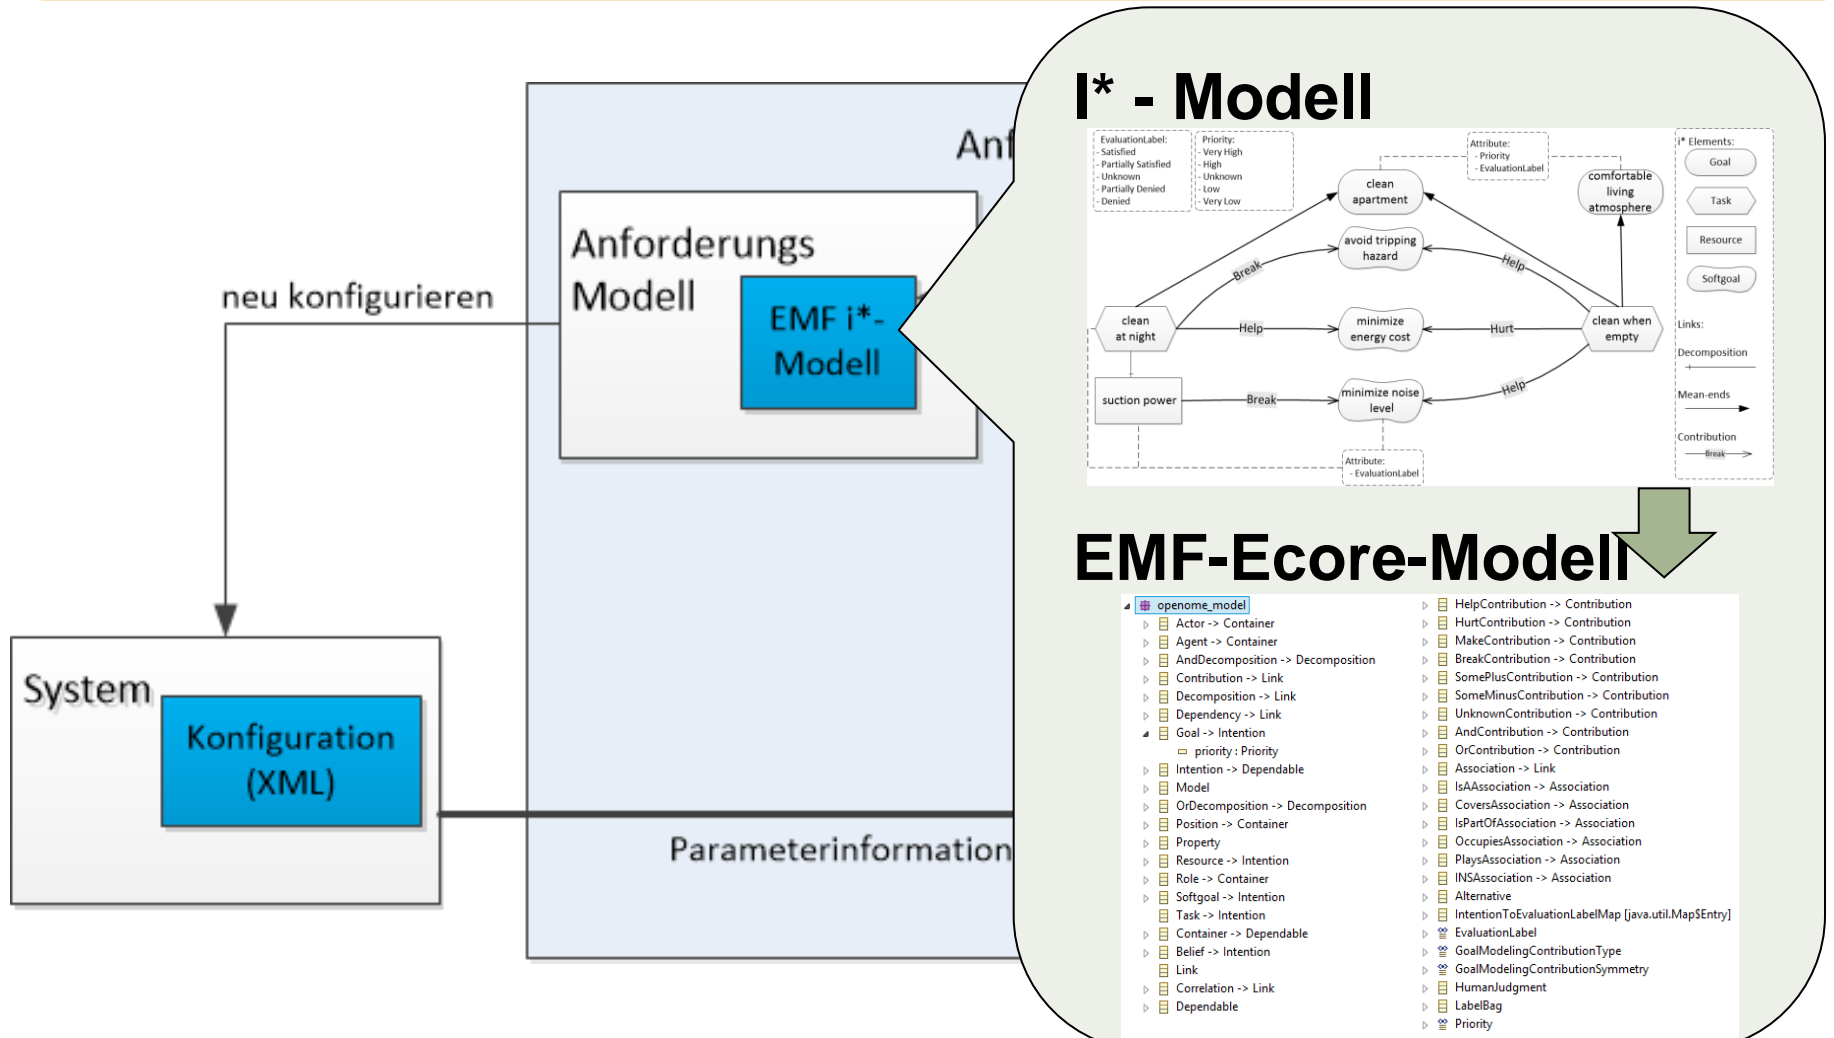 Anf
Anforderungs
Modell
EMF i*-
Modell
neu konfigurieren
System
Konfiguration
(XML)
Parameterinformation
I* - Modell
EvaluationLabel:
- Satisfied
- Partially Satisfied
- Unknown
- Partially Denied
- Denied
Priority:
- Very High
- High
- Unknown
- Low
- Very Low
Attribute:
- Priority
- EvaluationLabel
clean
apartment
comfortable
living
atmosphere
avoid tripping
hazard
Break
Help
clean
at night
Help
minimize
energy cost
Hurt
clean when
empty
suction power
Break
minimize noise
level
Help
Attribute:
- EvaluationLabel
i* Elements:
Goal
Task
Resource
Softgoal
Links:
Decomposition
Mean-ends
Contribution
Break
EMF-Ecore-Modell
openome_model
Actor -> Container
Agent -> Container
AndDecomposition -> Decomposition
Contribution -> Link
Decomposition -> Link
Dependency -> Link
Goal -> Intention
priority : Priority
Intention -> Dependable
Model
OrDecomposition -> Decomposition
Position -> Container
Property
Resource -> Intention
Role -> Container
Softgoal -> Intention
Task -> Intention
Container -> Dependable
Belief -> Intention
Link
Correlation -> Link
Dependable
HelpContribution -> Contribution
HurtContribution -> Contribution
MakeContribution -> Contribution
BreakContribution -> Contribution
SomePlusContribution -> Contribution
SomeMinusContribution -> Contribution
UnknownContribution -> Contribution
AndContribution -> Contribution
OrContribution -> Contribution
Association -> Link
IsAAssociation -> Association
CoversAssociation -> Association
IsPartOfAssociation -> Association
OccupiesAssociation -> Association
PlaysAssociation -> Association
INSAssociation -> Association
Alternative
IntentionToEvaluationLabelMap [java.util.Map$Entry]
EvaluationLabel
GoalModelingContributionType
GoalModelingContributionSymmetry
HumanJudgment
LabelBag
Priority